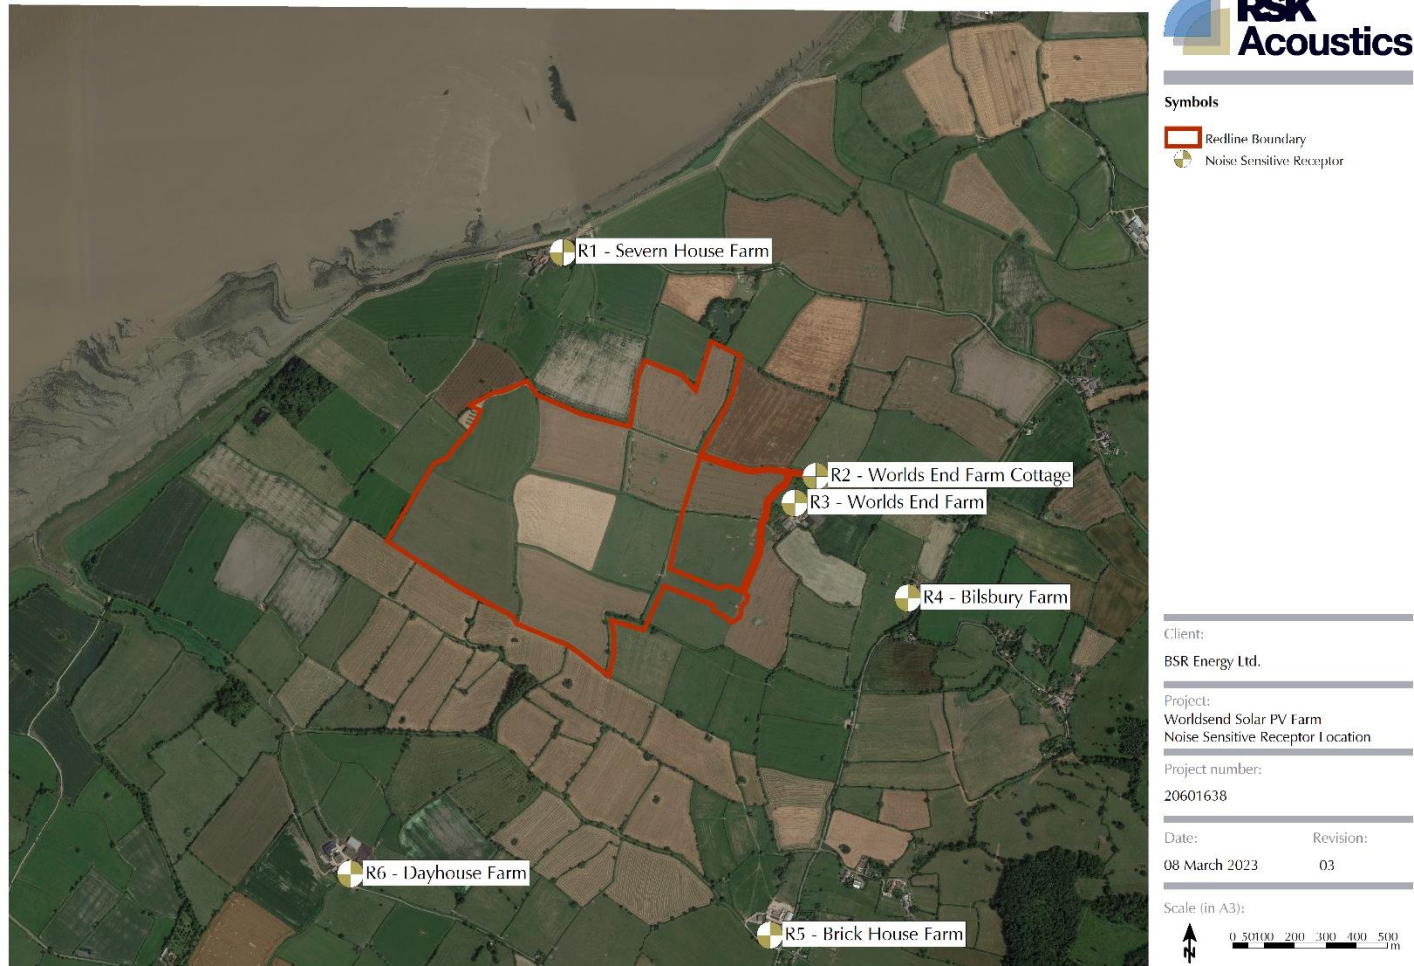 RSK
Acoustics
Symbols
Redline Boundary
Noise Sensitive Receptor
R1 - Severn House Farm
R2 - Worlds End Farm Cottage
R3 - Worlds End Farm
R4 - Bilsbury Farm
R6 - Dayhouse Farm
R5 - Brick House Farm
Client:
BSR Energy Ltd.
Project:
Worldsend Solar PV Farm
Noise Sensitive Receptor Location
Project number:
20601638
Date: Revision:
08 March 2023 03
Scale (in A3):
N
0 50100 200 300 400 500
m